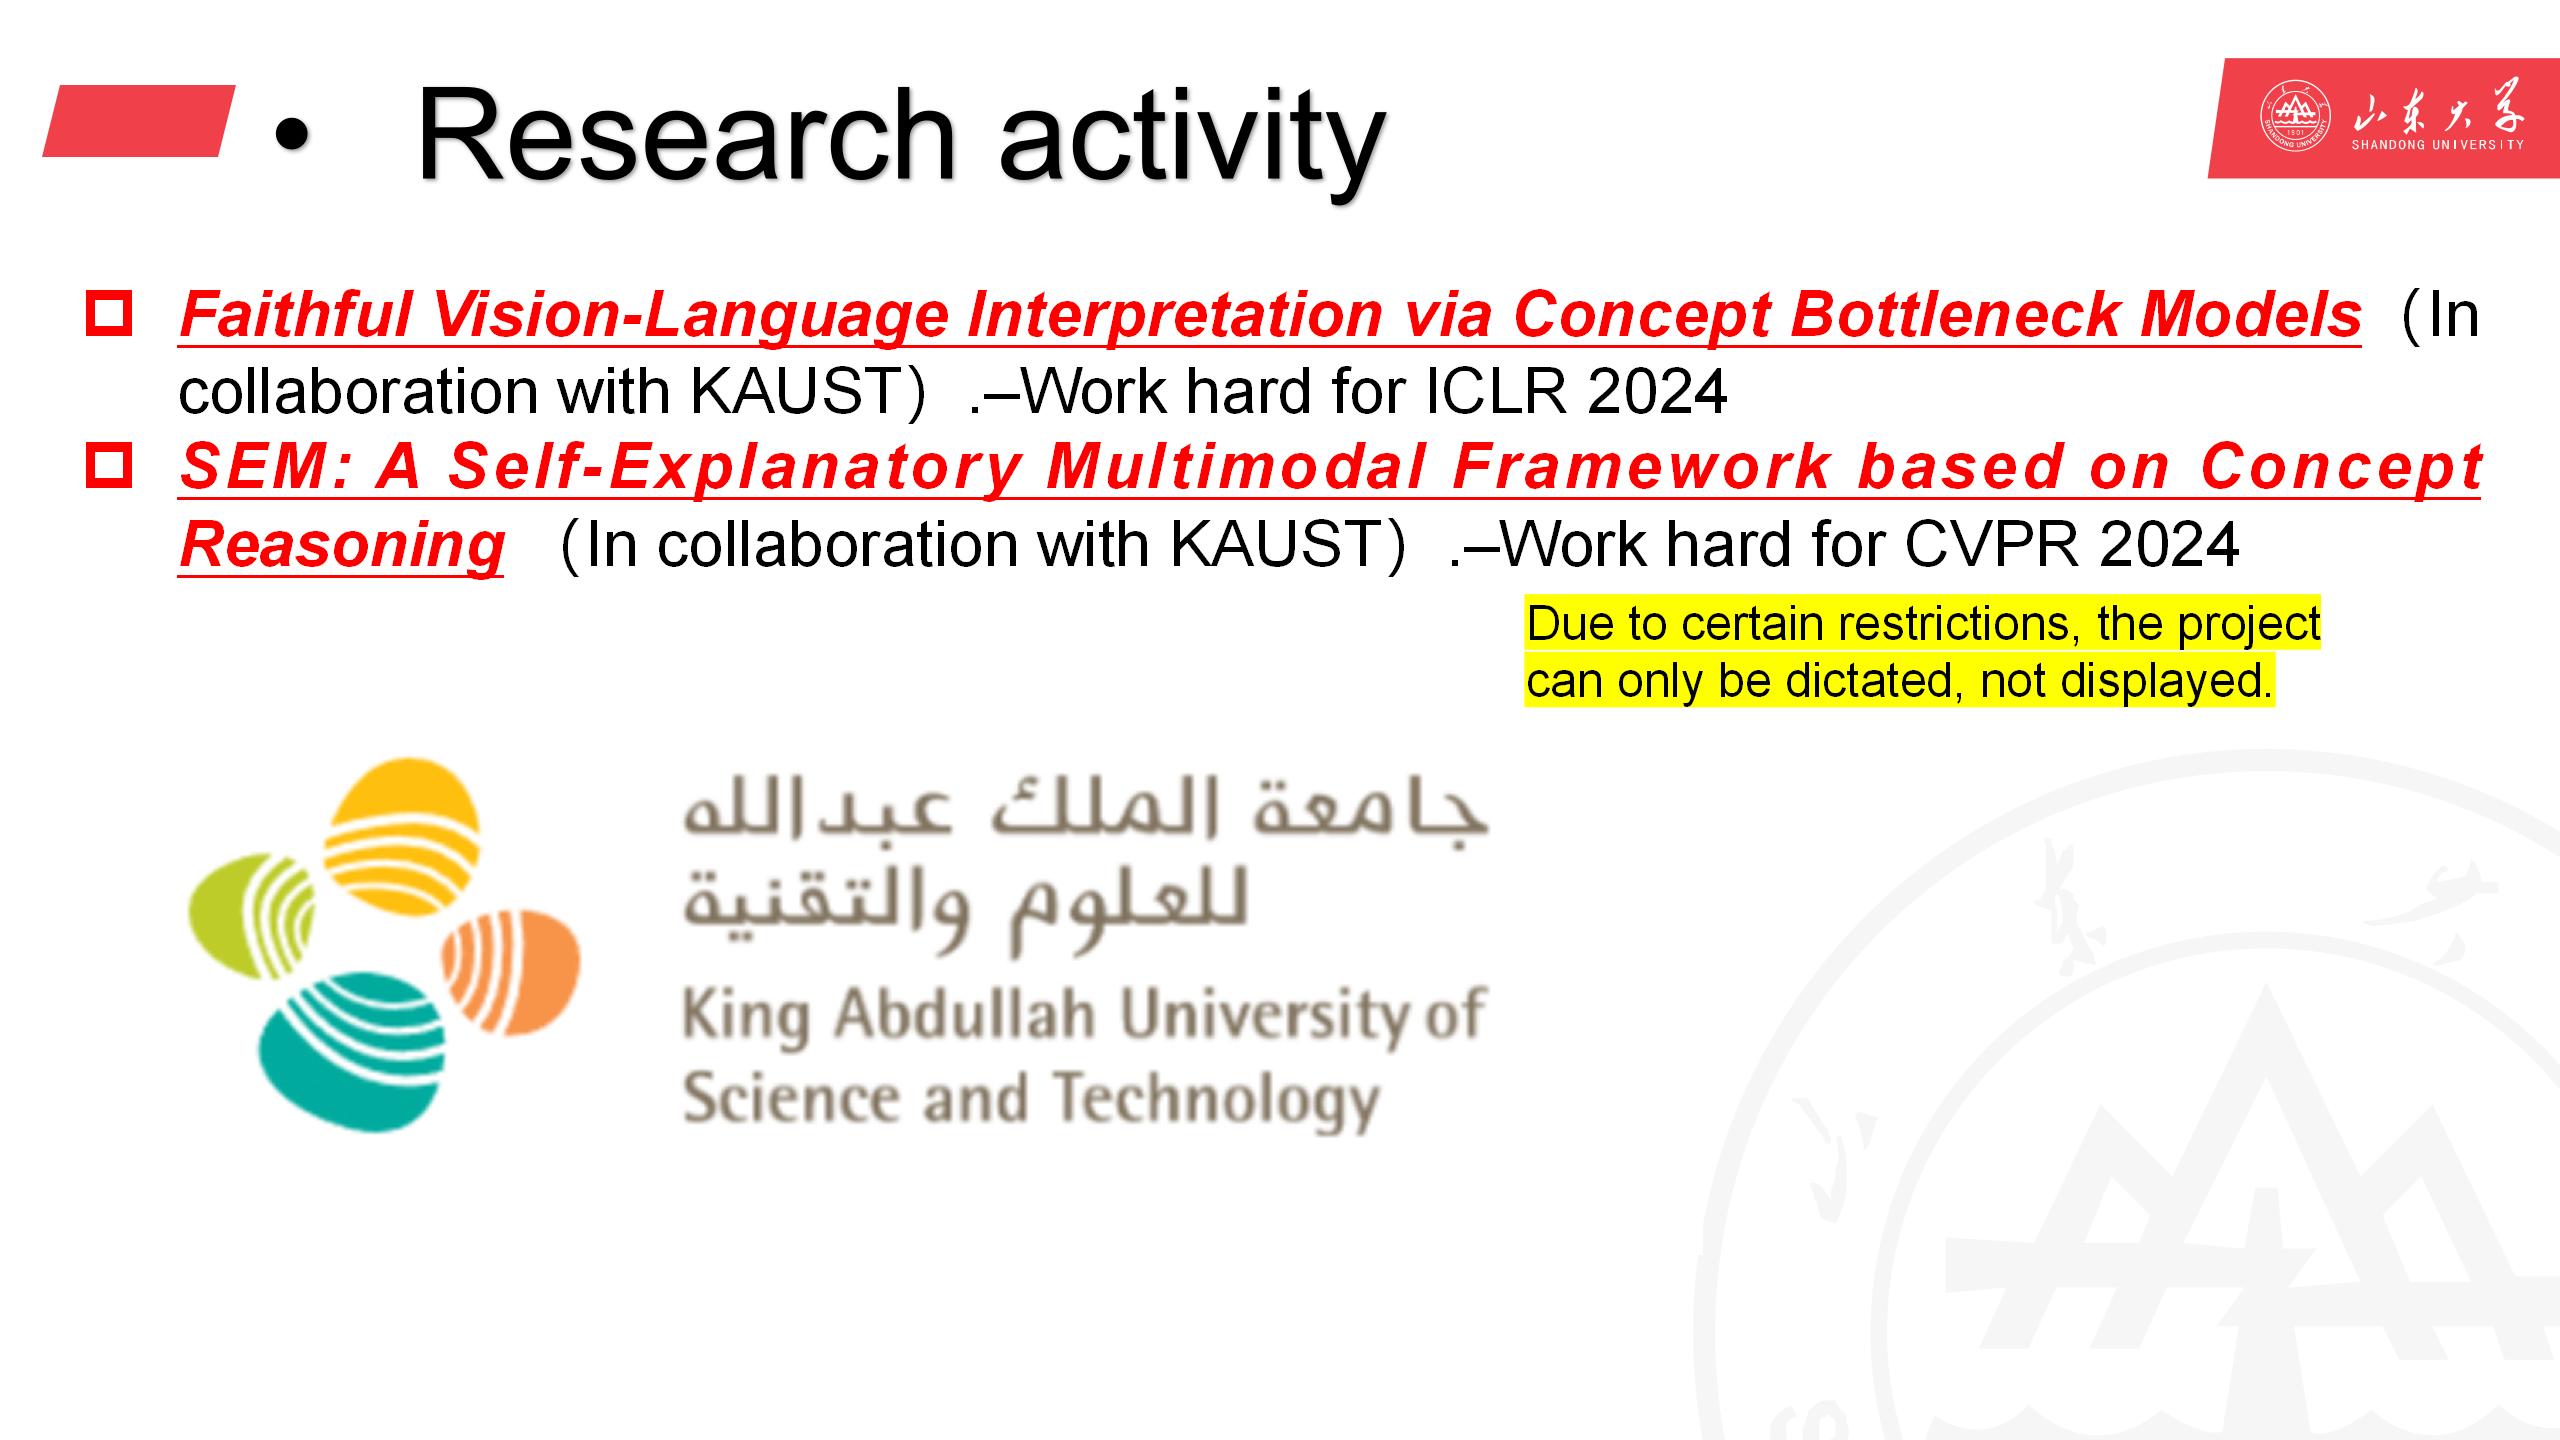 • Research activity
山东大学
SHANDONG UNIVERSITY
Faithful Vision-Language Interpretation via Concept Bottleneck Models（In
collaboration with KAUST）.–Work hard for ICLR 2024
SEM: A Self-Explanatory Multimodal Framework based on Concept
Reasoning（In collaboration with KAUST）.–Work hard for CVPR 2024
Due to certain restrictions, the project
can only be dictated, not displayed.
جامعة الملك عبدالله
للعلوم والتقنية
King Abdullah University of
Science and Technology